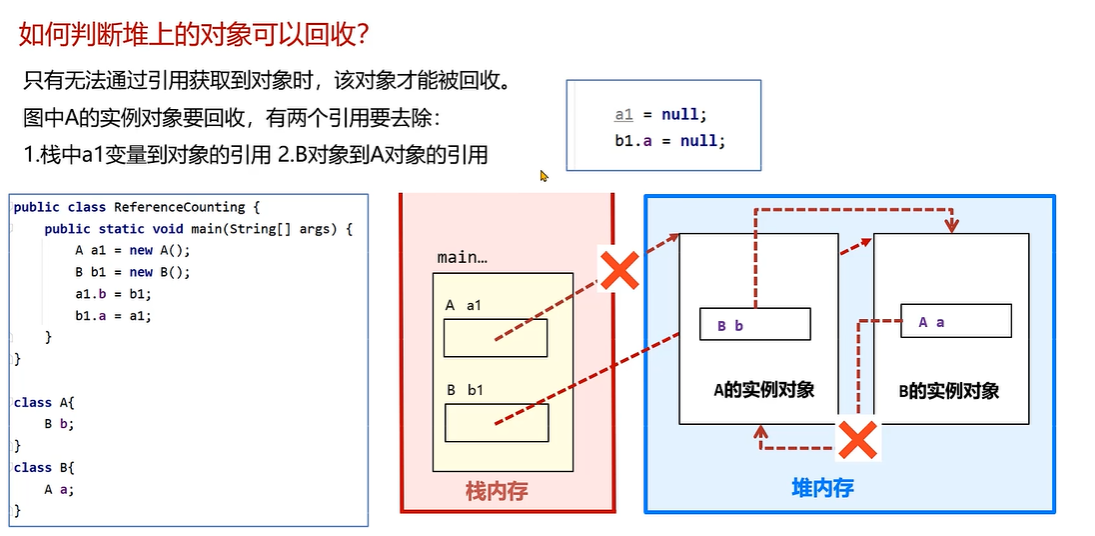 如何判断堆上的对象可以回收？
只有无法通过引用获取到对象时，该对象才能被回收。
图中A的实例对象要回收，有两个引用要去除：
1.栈中a1变量到对象的引用 2.B对象到A对象的引用
a1 = null;
b1.a = null;
public class ReferenceCounting {
public static void main(String[] args) {
A a1 = new A();
B b1 = new B();
a1.b = b1;
b1.a = a1;
}
}
class A{
B b;
}
class B{
A a;
}
main...
A a1
B b1
栈内存
B b
A的实例对象
A a
B的实例对象
堆内存